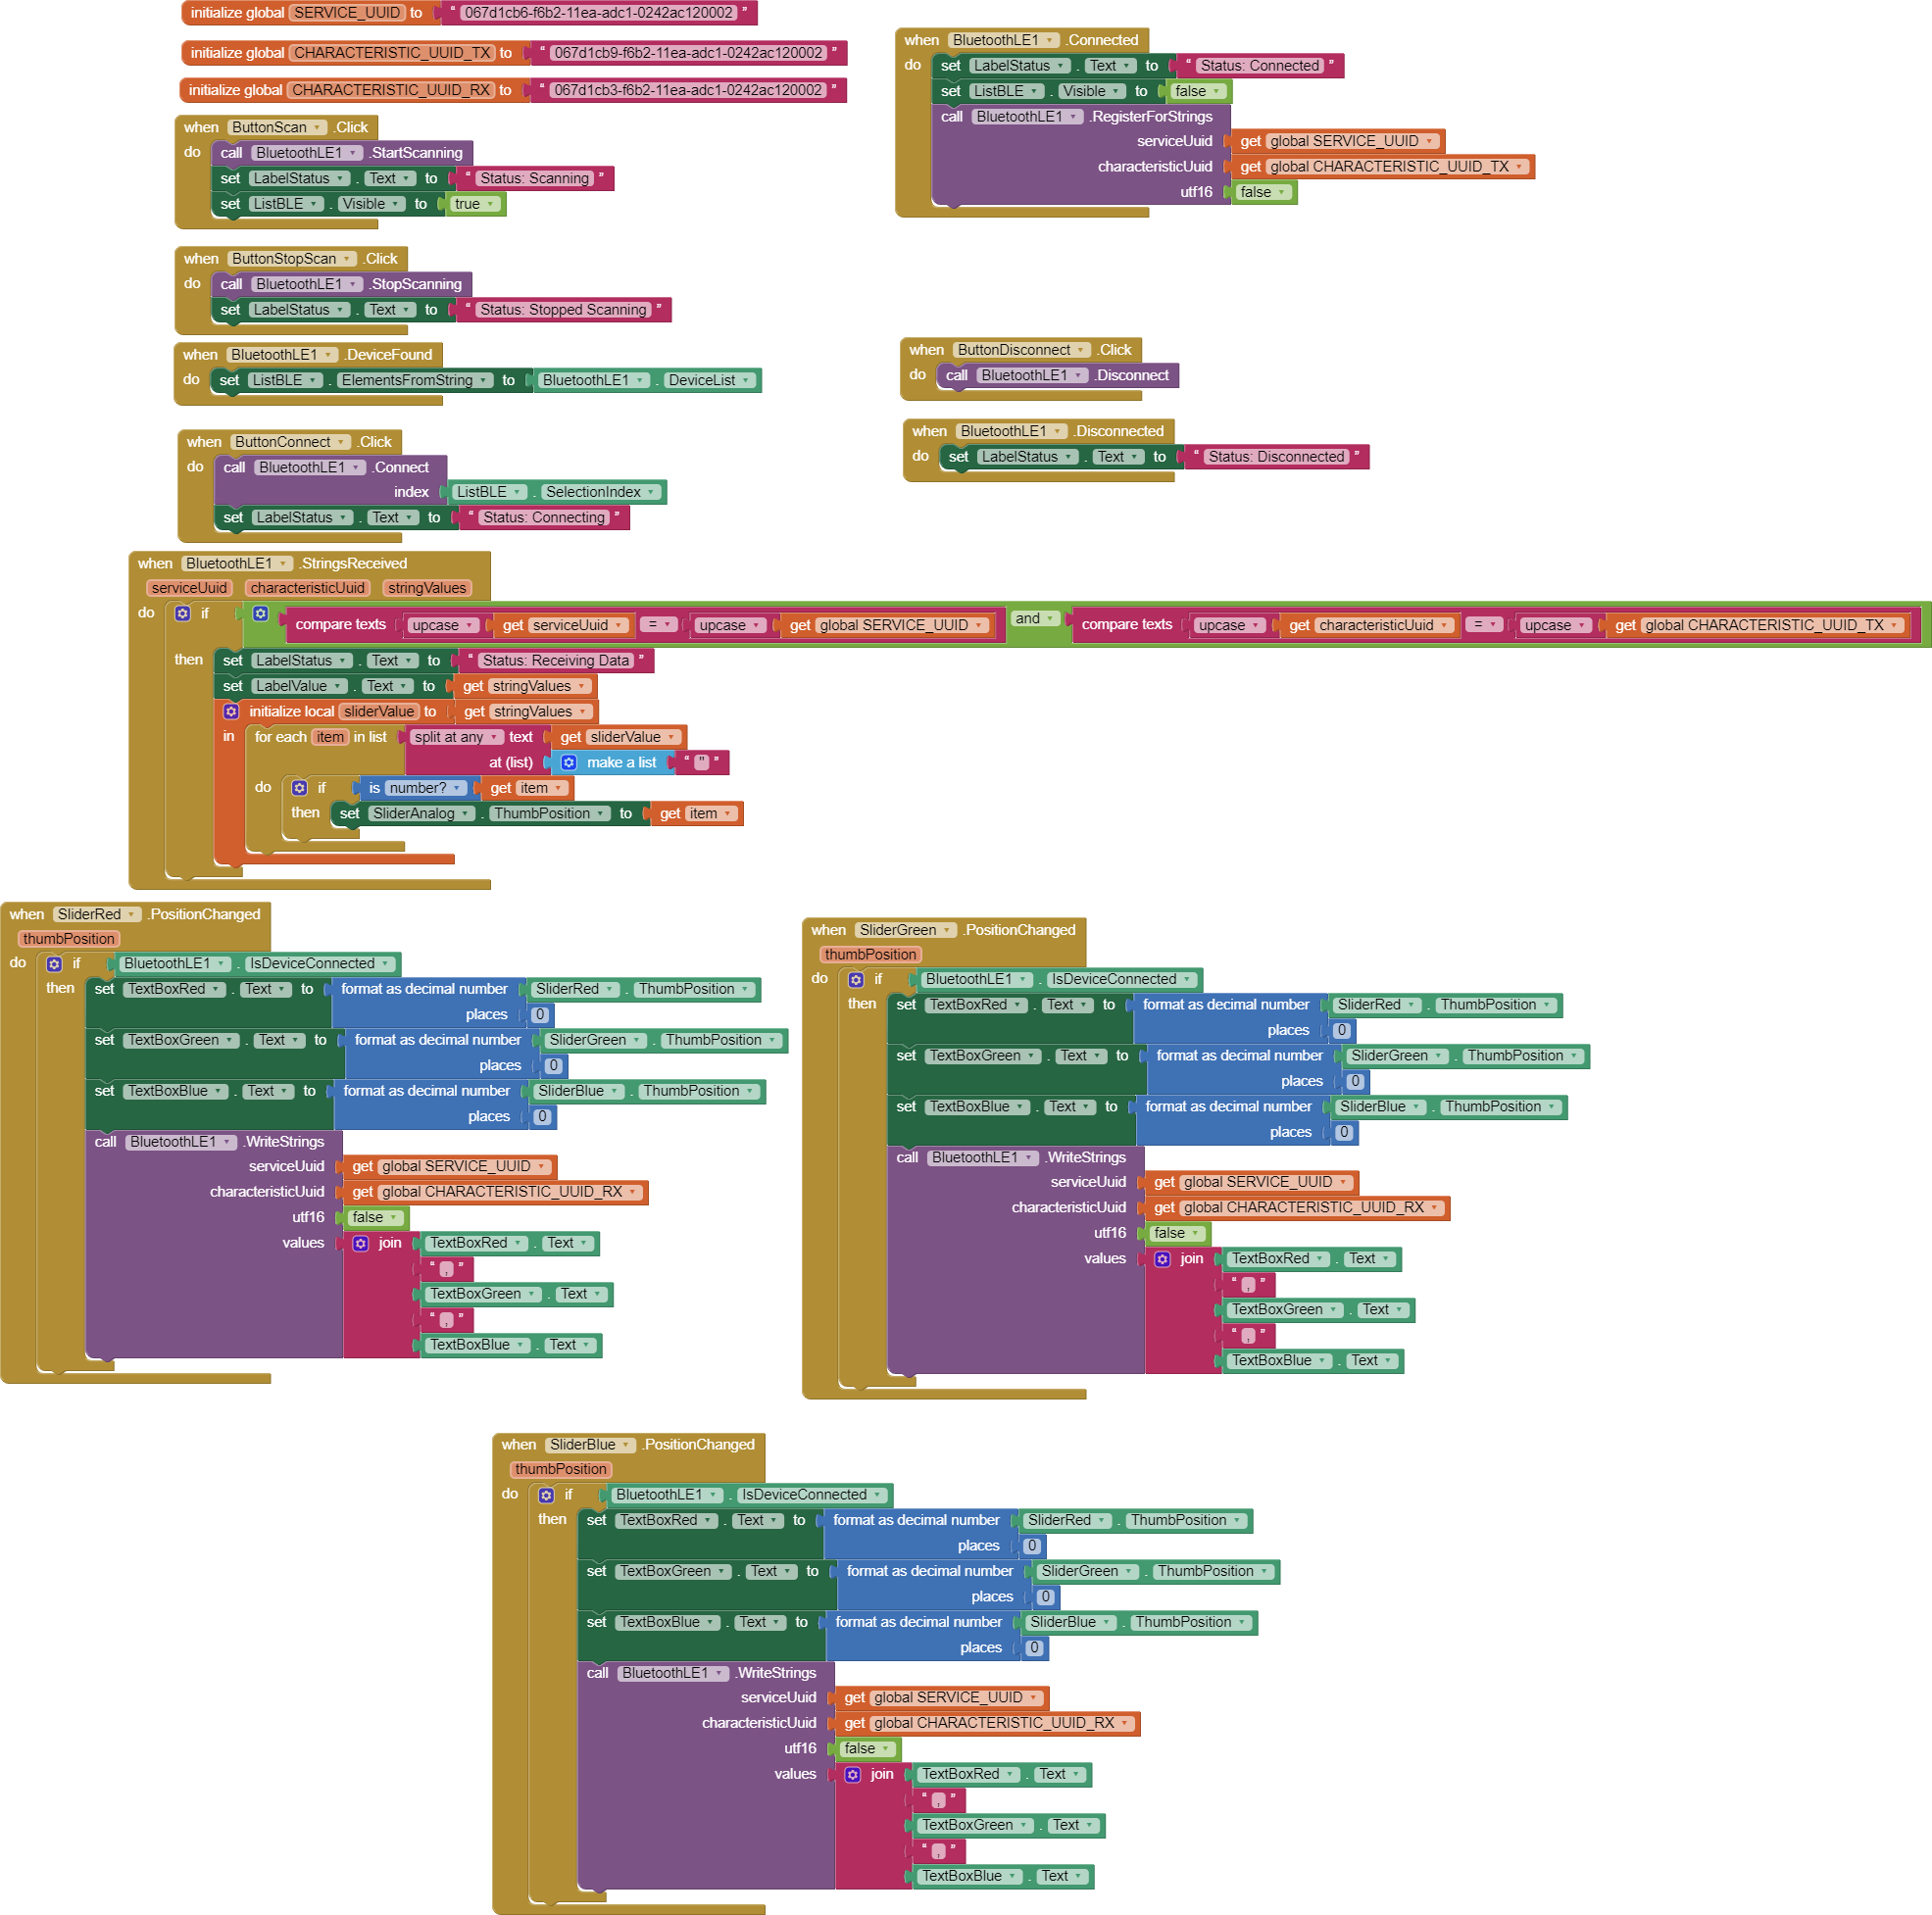 initialize global SERVICE_UUID to “ 067d1cb6-f6b2-11ea-adc1-0242ac120002 ”
initialize global CHARACTERISTIC_UUID_TX to “ 067d1cb9-f6b2-11ea-adc1-0242ac120002 ”
initialize global CHARACTERISTIC_UUID_RX to “ 067d1cb3-f6b2-11ea-adc1-0242ac120002 ”
when ButtonScan .Click
do call BluetoothLE1 .StartScanning
set LabelStatus . Text to “ Status: Scanning ”
set ListBLE . Visible to true
when ButtonStopScan .Click
do call BluetoothLE1 .StopScanning
set LabelStatus . Text to “ Status: Stopped Scanning ”
when BluetoothLE1 .DeviceFound
do set ListBLE . ElementsFromString to BluetoothLE1 . DeviceList
when ButtonConnect .Click
do call BluetoothLE1 .Connect
index ListBLE . SelectionIndex
set LabelStatus . Text to “ Status: Connecting ”
when BluetoothLE1 .Connected
do set LabelStatus . Text to “ Status: Connected ”
set ListBLE . Visible to false
call BluetoothLE1 .RegisterForStrings
serviceUuid get global SERVICE_UUID
characteristicUuid get global CHARACTERISTIC_UUID_TX
utf16 false
when ButtonDisconnect .Click
do call BluetoothLE1 .Disconnect
when BluetoothLE1 .Disconnected
do set LabelStatus . Text to “ Status: Disconnected ”
when BluetoothLE1 .StringsReceived
serviceUuid characteristicUuid stringValues
do if compare texts upcase get serviceUuid = upcase get global SERVICE_UUID and compare texts upcase get characteristicUuid = upcase get global CHARACTERISTIC_UUID_TX
then set LabelStatus . Text to “ Status: Receiving Data ”
set LabelValue . Text to get stringValues
initialize local sliderValue to get stringValues
in for each item in list split at any text get sliderValue
at (list) make a list “ " ”
do if is number? get item
then set SliderAnalog . ThumbPosition to get item
when SliderRed .PositionChanged
thumbPosition
do if BluetoothLE1 . IsDeviceConnected
then set TextBoxRed . Text to format as decimal number SliderRed . ThumbPosition
places 0
set TextBoxGreen . Text to format as decimal number SliderGreen . ThumbPosition
places 0
set TextBoxBlue . Text to format as decimal number SliderBlue . ThumbPosition
places 0
call BluetoothLE1 .WriteStrings
serviceUuid get global SERVICE_UUID
characteristicUuid get global CHARACTERISTIC_UUID_RX
utf16 false
values join TextBoxRed . Text
“ , ”
TextBoxGreen . Text
“ , ”
TextBoxBlue . Text
when SliderGreen .PositionChanged
thumbPosition
do if BluetoothLE1 . IsDeviceConnected
then set TextBoxRed . Text to format as decimal number SliderRed . ThumbPosition
places 0
set TextBoxGreen . Text to format as decimal number SliderGreen . ThumbPosition
places 0
set TextBoxBlue . Text to format as decimal number SliderBlue . ThumbPosition
places 0
call BluetoothLE1 .WriteStrings
serviceUuid get global SERVICE_UUID
characteristicUuid get global CHARACTERISTIC_UUID_RX
utf16 false
values join TextBoxRed . Text
“ , ”
TextBoxGreen . Text
“ , ”
TextBoxBlue . Text
when SliderBlue .PositionChanged
thumbPosition
do if BluetoothLE1 . IsDeviceConnected
then set TextBoxRed . Text to format as decimal number SliderRed . ThumbPosition
places 0
set TextBoxGreen . Text to format as decimal number SliderGreen . ThumbPosition
places 0
set TextBoxBlue . Text to format as decimal number SliderBlue . ThumbPosition
places 0
call BluetoothLE1 .WriteStrings
serviceUuid get global SERVICE_UUID
characteristicUuid get global CHARACTERISTIC_UUID_RX
utf16 false
values join TextBoxRed . Text
“ , ”
TextBoxGreen . Text
“ , ”
TextBoxBlue . Text